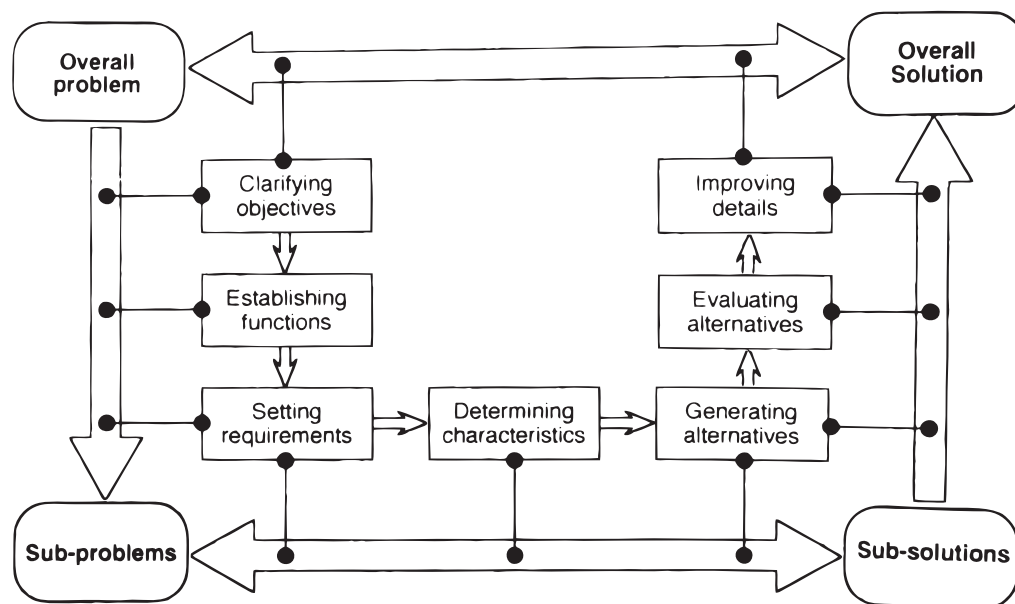 Overall
problem
Overall
Solution
Clarifying
objectives
Improving
details
Establishing
functions
Evaluating
alternatives
Setting
requirements
Determining
characteristics
Generating
alternatives
Sub-problems
Sub-solutions